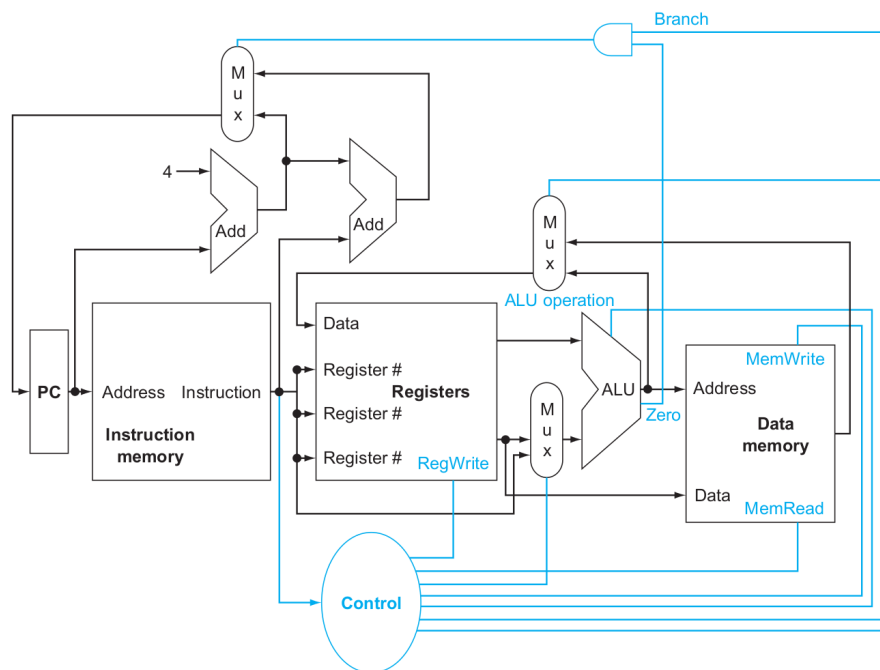 Branch
M
u
x
4
Add
Add
M
u
x
ALU operation
Data
Register #
Register #
Register #
Registers
RegWrite
PC
Address
Instruction
Instruction
memory
M
u
x
ALU
Zero
MemWrite
Address
Data
memory
Data
MemRead
Control